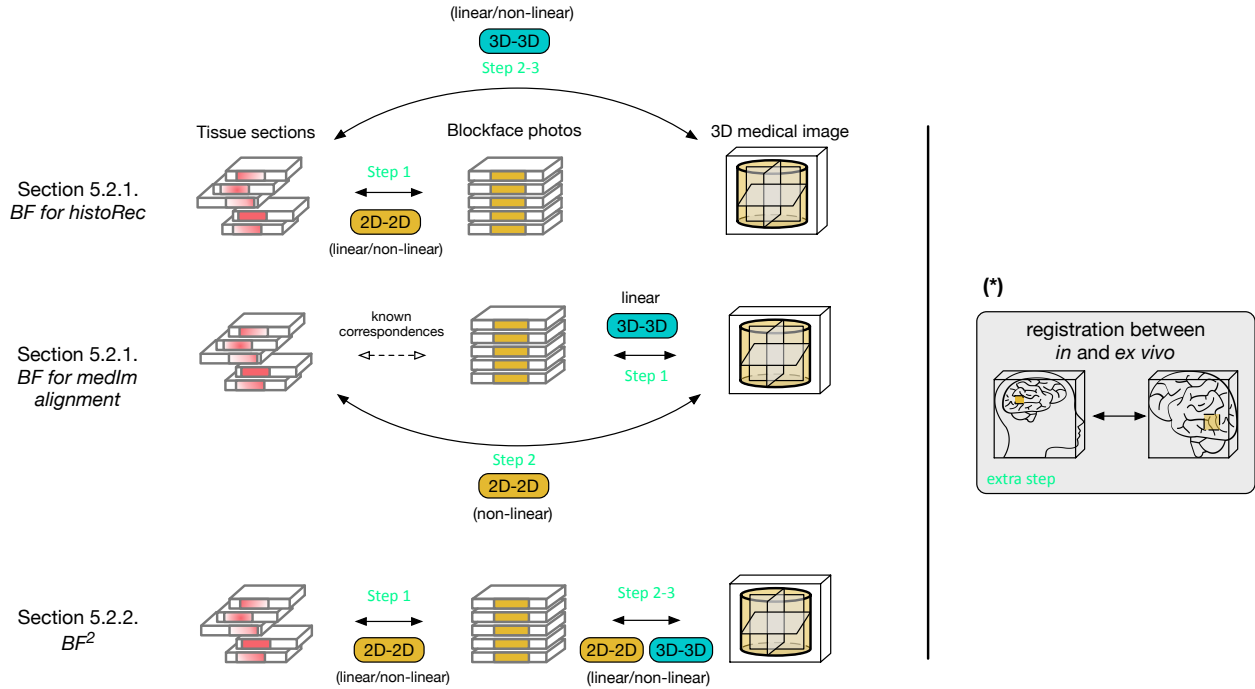 (linear/non-linear)
3D-3D
Step 2-3
Tissue sections
Blockface photos
3D medical image
Section 5.2.1.
BF for histoRec
Step 1
2D-2D
(linear/non-linear)
Section 5.2.1.
BF for medIm
alignment
known
correspondences
linear
3D-3D
Step 1
Step 2
2D-2D
(non-linear)
Section 5.2.2.
BF²
Step 1
2D-2D
(linear/non-linear)
Step 2-3
2D-2D 3D-3D
(linear/non-linear)
(*)
registration between
in and ex vivo
extra step